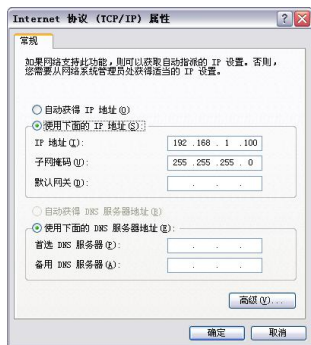 Internet 协议 (TCP/IP) 属性
常规
如果网络支持此功能，则可以获取自动指派的 IP 设置。否则，
您需要从网络系统管理员处获得适当的 IP 设置。
自动获得 IP 地址(O)
使用下面的 IP 地址(S):
IP 地址(I): 192 .168 . 1 .100
子网掩码(U): 255 .255 .255 . 0
默认网关(D): . . .
自动获得 DNS 服务器地址(B)
使用下面的 DNS 服务器地址(E):
首选 DNS 服务器(P): . . .
备用 DNS 服务器(A): . . .
高级(V)...
确定 取消